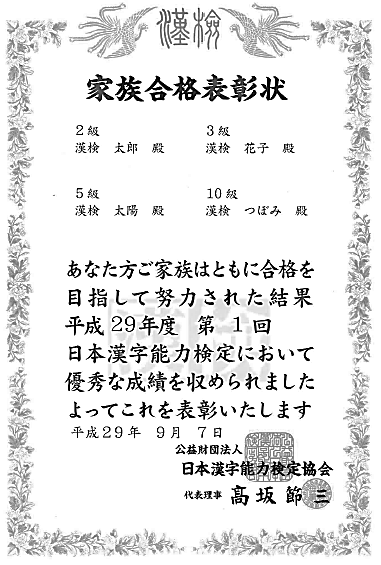 漢検
家族合格表彰状
2級 3級
漢検 太郎 殿 漢検 花子 殿
5級 10級
漢検 太陽 殿 漢検 つぼみ 殿
あなた方ご家族はともに合格を
目指して努力された結果
平成29年度 第1回
日本漢字能力検定において
優秀な成績を収められました
よってこれを表彰いたします
平成29年 9月 7日
公益財団法人
日本漢字能力検定協会
代表理事 髙坂節三